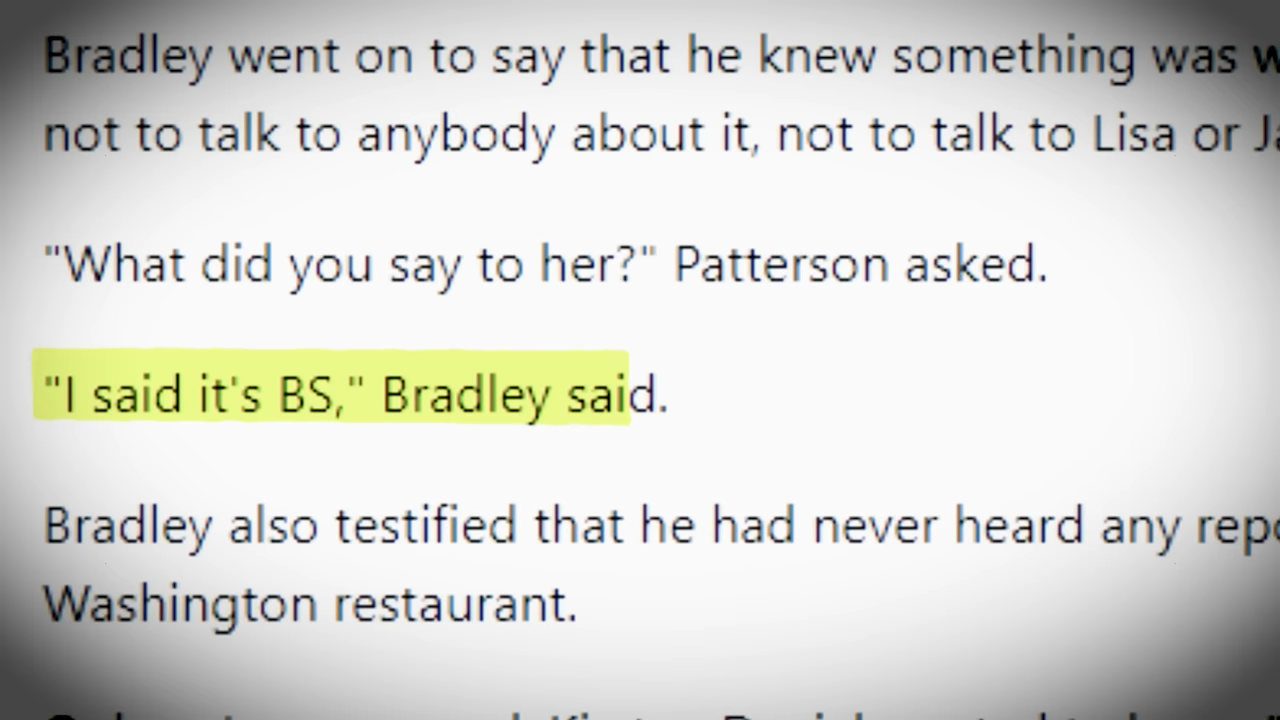 Bradley went on to say that he knew something was
not to talk to anybody about it, not to talk to Lisa or
"What did you say to her?" Patterson asked.
"I said it's BS," Bradley said.
Bradley also testified that he had never heard any
Washington restaurant.